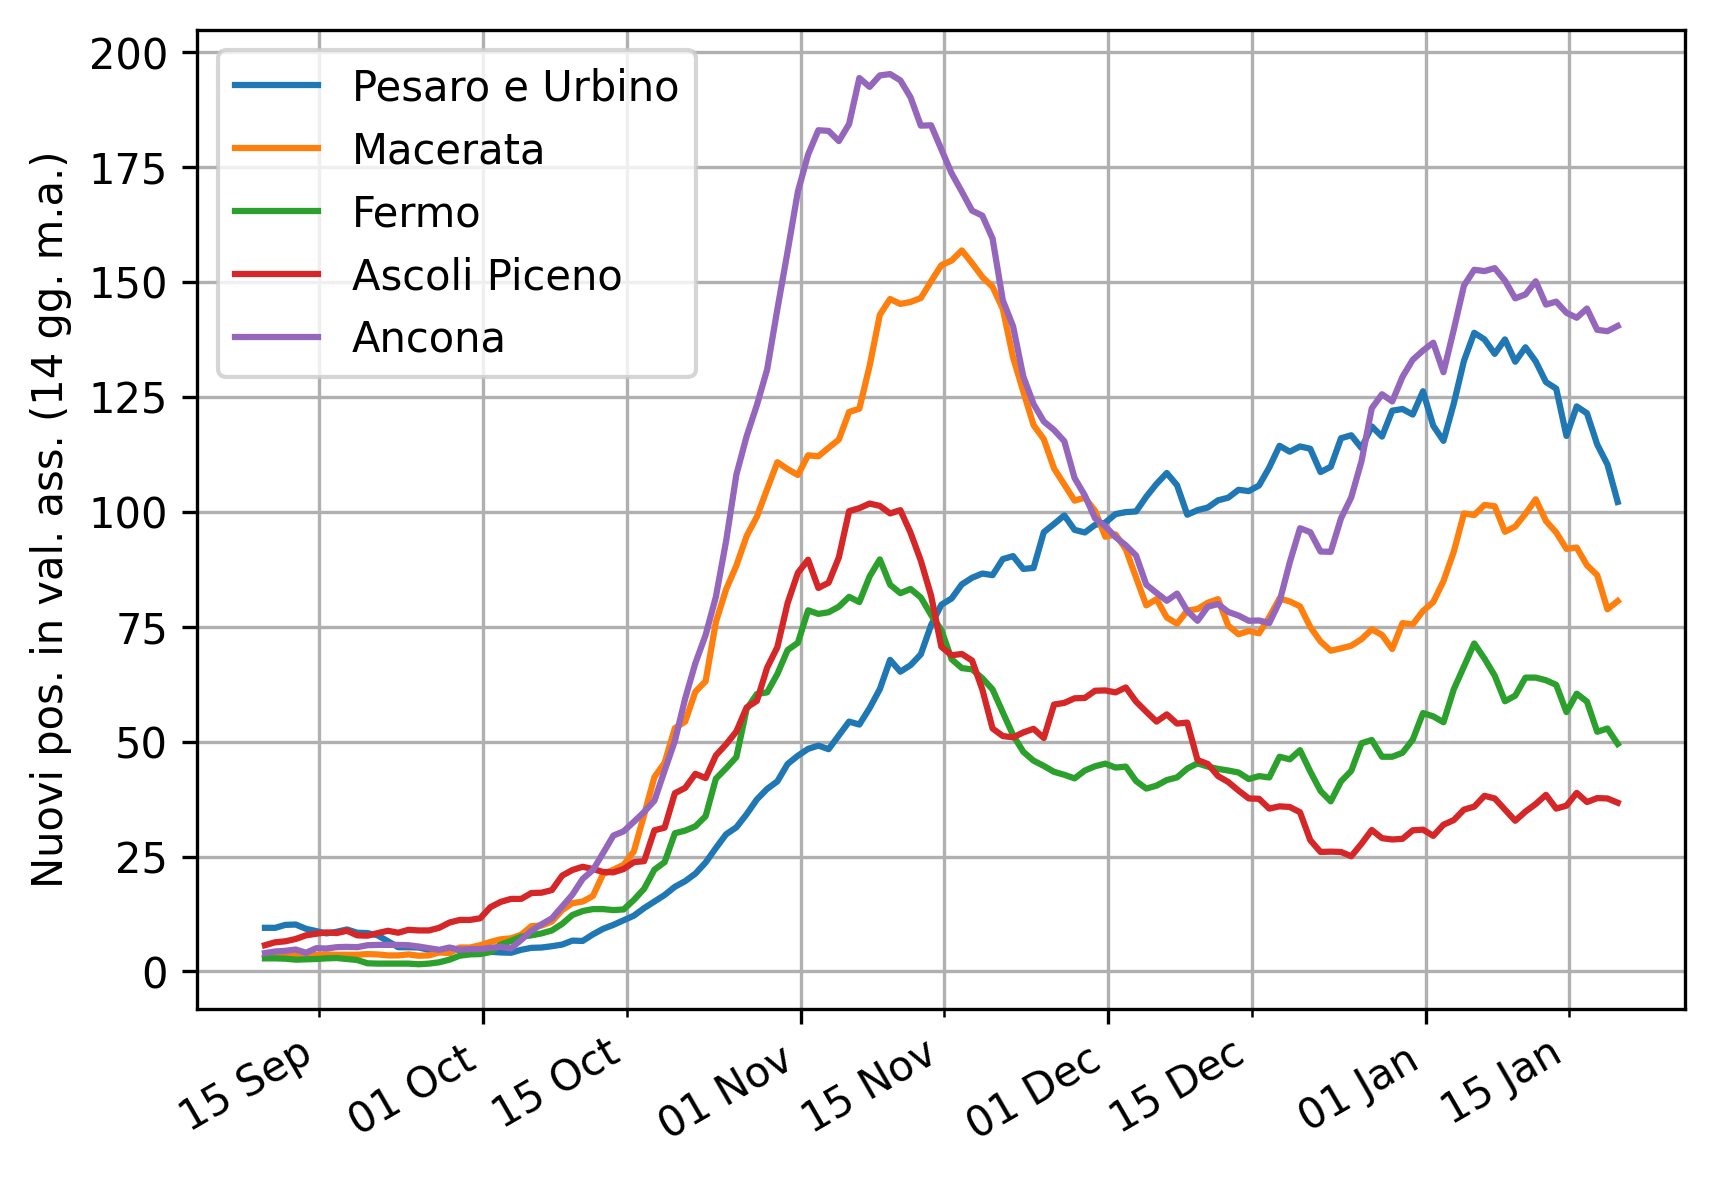 Nuovi pos. in val. ass. (14 gg. m.a.)
200
175
150
125
100
75
50
25
0
Pesaro e Urbino
Macerata
Fermo
Ascoli Piceno
Ancona
15 Sep
01 Oct
15 Oct
01 Nov
15 Nov
01 Dec
15 Dec
01 Jan
15 Jan